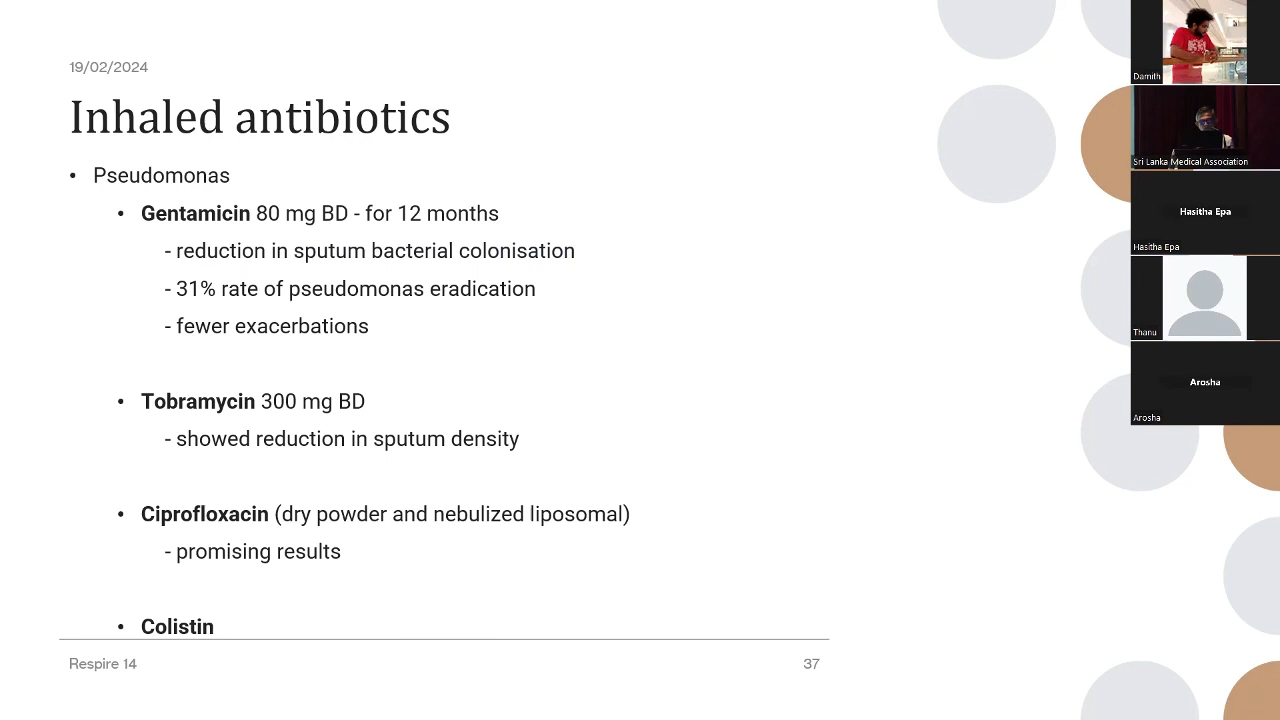 19/02/2024
Inhaled antibiotics
• Pseudomonas
• Gentamicin 80 mg BD - for 12 months
- reduction in sputum bacterial colonisation
- 31% rate of pseudomonas eradication
- fewer exacerbations
• Tobramycin 300 mg BD
- showed reduction in sputum density
• Ciprofloxacin (dry powder and nebulized liposomal)
- promising results
• Colistin
Respire 14
37
Damith
Sri Lanka Medical Association
Hasitha Epa
Hasitha Epa
Thanu
Arosha
Arosha